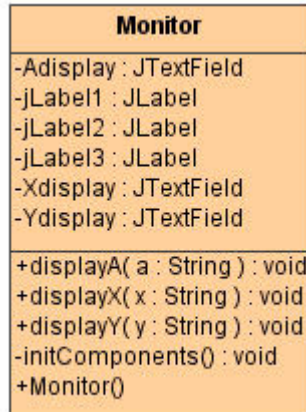 Monitor
-Adisplay : JTextField
-jLabel1 : JLabel
-jLabel2 : JLabel
-jLabel3 : JLabel
-Xdisplay : JTextField
-Ydisplay : JTextField
+displayA( a : String ) : void
+displayX( x : String ) : void
+displayY( y : String ) : void
-initComponents() : void
+Monitor()